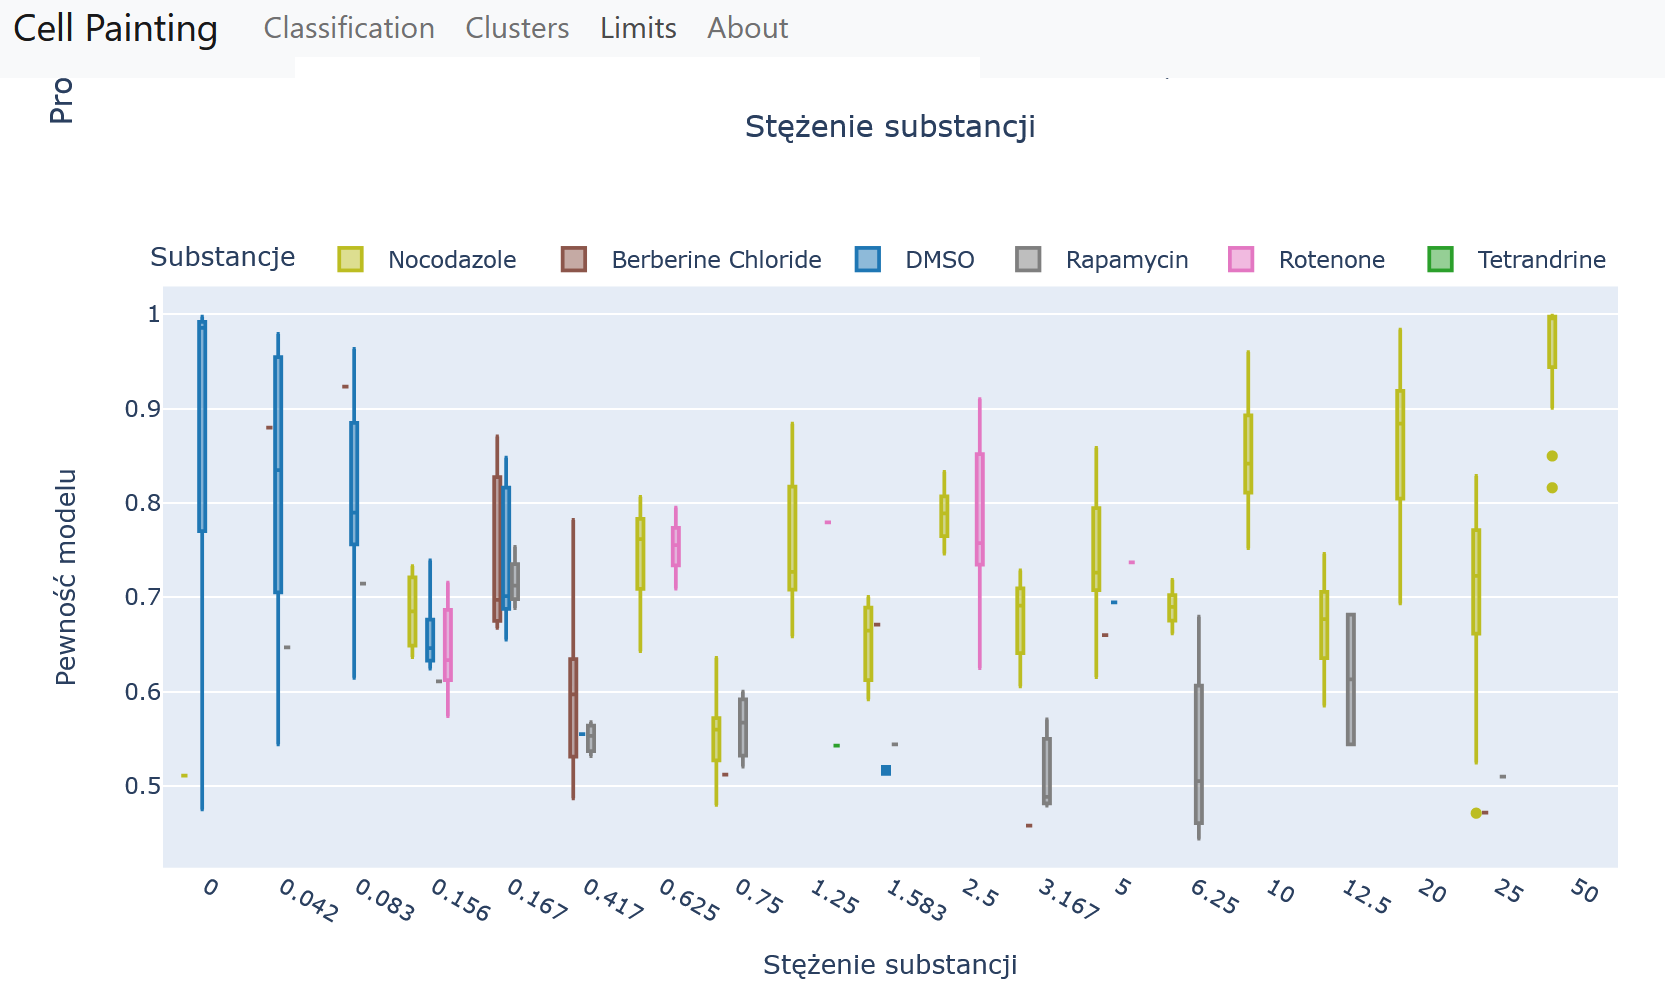 Cell Painting Classification Clusters Limits About
Pro
Stężenie substancji
Substancje Nocodazole Berberine Chloride DMSO Rapamycin Rotenone Tetrandrine
1
0.9
0.8
0.7
0.6
0.5
Pewność modelu
0 0.042 0.083 0.156 0.167 0.417 0.625 0.75 1.25 1.583 2.5 3.167 5 6.25 10 12.5 20 25 50
Stężenie substancji